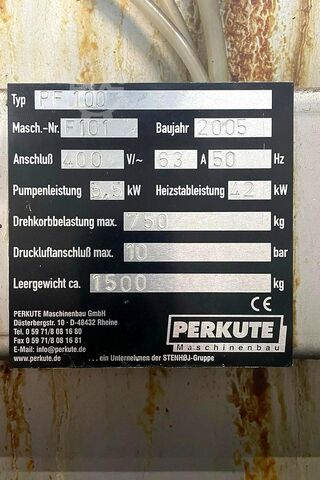 Typ PF 100
Masch.-Nr. F101 Baujahr 2005
Anschluß 400 V/~ 63 A 50 Hz
Pumpenleistung 5,5 kW Heizstableistung 42 kW
Drehkorbbelastung max. 750 kg
Druckluftanschluß max. 10 bar
Leergewicht ca. 1500 kg
CE
PERKUTE Maschinenbau GmbH
Düsterbergstr. 10 · D-48432 Rheine
Tel 0 59 71/8 08 16 80
Fax 0 59 71/8 08 16 81
E-Mail: info@perkute.de
www.perkute.de
PERKUTE
Maschinenbau
... ein Unternehmen der STENHØJ-Gruppe